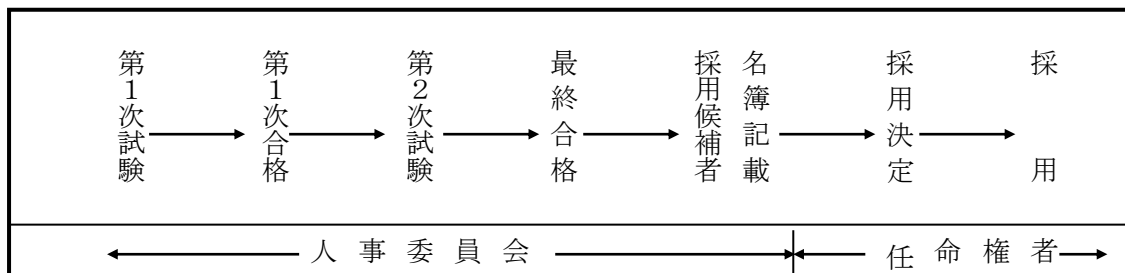 第1次試験
第1次合格
第2次試験
最終合格
採用候補者
名簿記載
採用決定
採用
人事委員会
任命権者